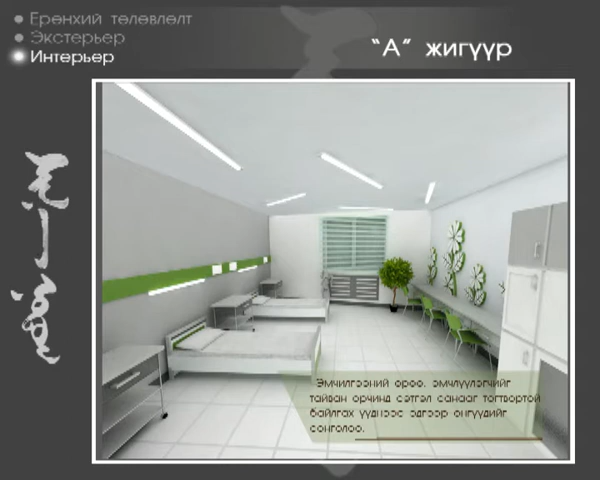 Ерөнхий төлөвлөлт
Экстерьер
Интерьер
"А" жигүүр
Эмчилгээний өрөө, эмчлүүлэгчийг
тайван орчинд сэтгэл санааг тогтвортой
байлгах үүднээс эдгээр өнгүүдийг
сонголоо.